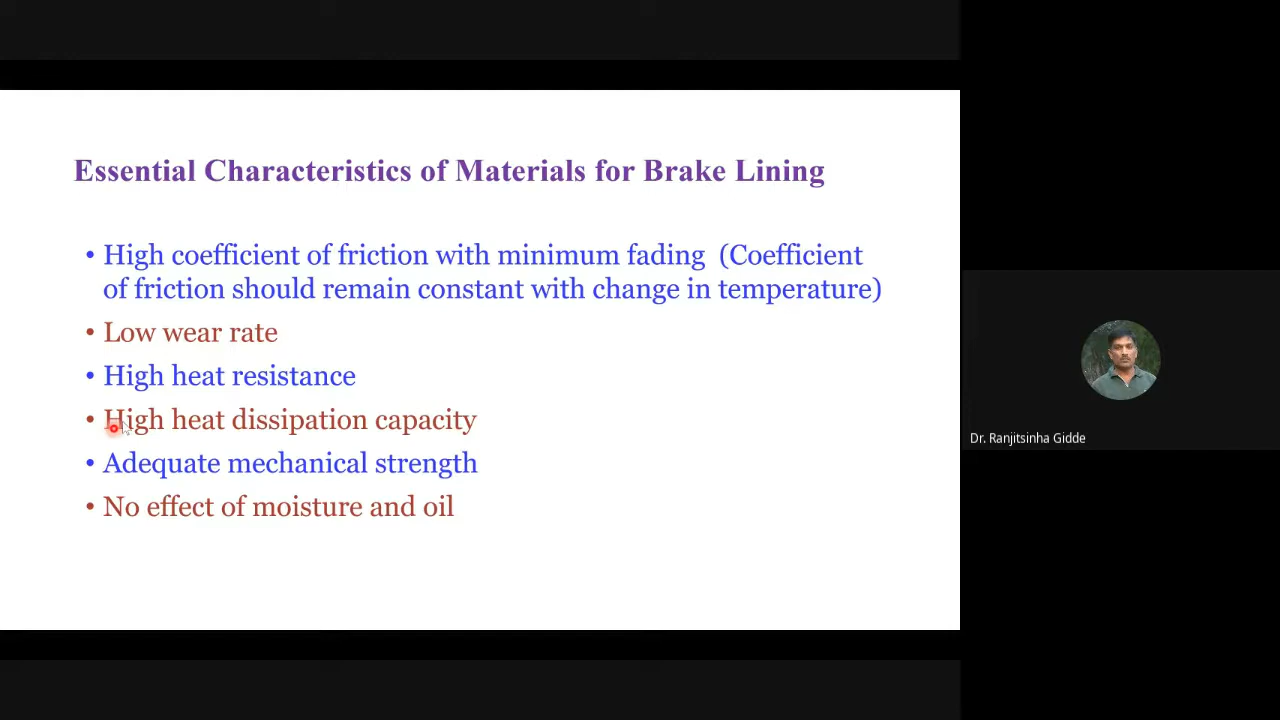 Essential Characteristics of Materials for Brake Lining
• High coefficient of friction with minimum fading (Coefficient
of friction should remain constant with change in temperature)
• Low wear rate
• High heat resistance
• High heat dissipation capacity
• Adequate mechanical strength
• No effect of moisture and oil
Dr. Ranjitsinha Gidde